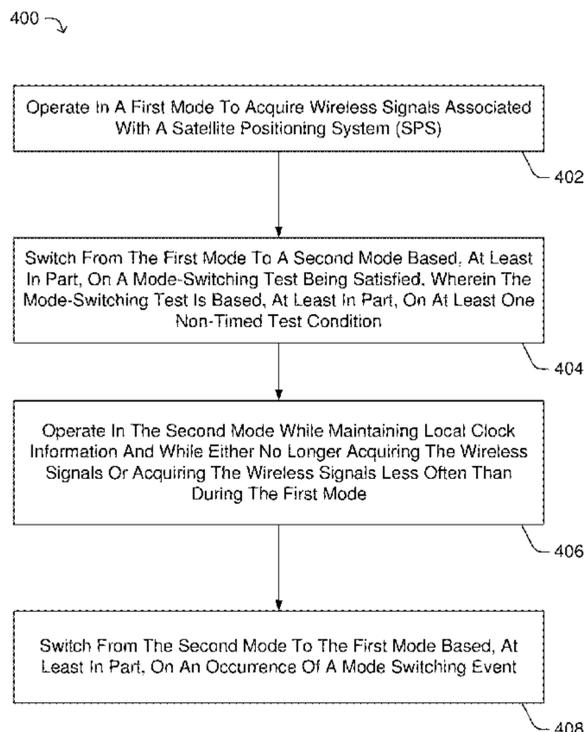 400
Operate In A First Mode To Acquire Wireless Signals Associated
With A Satellite Positioning System (SPS)
402
Switch From The First Mode To A Second Mode Based, At Least
In Part, On A Mode-Switching Test Being Satisfied, Wherein The
Mode-Switching Test Is Based, At Least In Part, On At Least One
Non-Timed Test Condition
404
Operate In The Second Mode While Maintaining Local Clock
Information And While Either No Longer Acquiring The Wireless
Signals Or Acquiring The Wireless Signals Less Often Than
During The First Mode
406
Switch From The Second Mode To The First Mode Based, At
Least In Part, On An Occurrence Of A Mode Switching Event
408